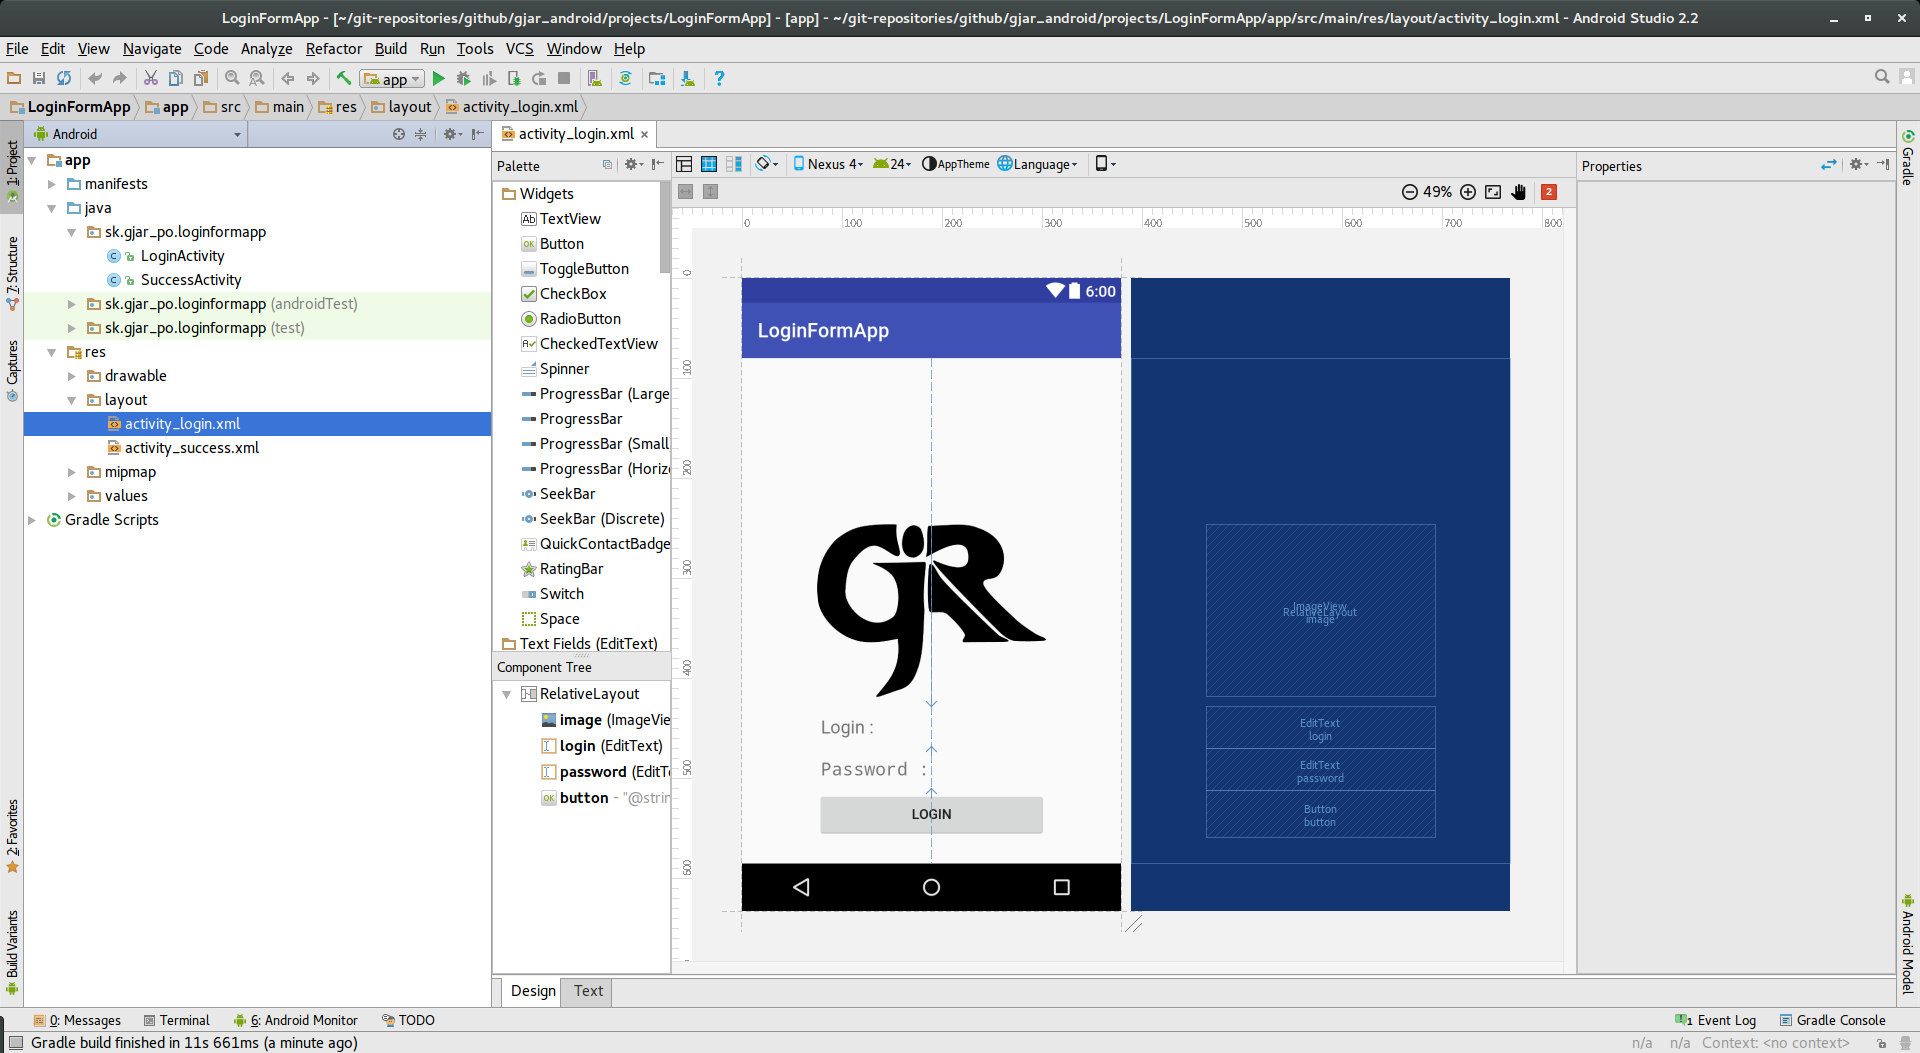 LoginFormApp - [~/git-repositories/github/gjar_android/projects/LoginFormApp] - [app] - ~/git-repositories/github/gjar_android/projects/LoginFormApp/app/src/main/res/layout/activity_login.xml - Android Studio 2.2
File Edit View Navigate Code Analyze Refactor Build Run Tools VCS Window Help
app
LoginFormApp app src main res layout activity_login.xml
1: Project
7: Structure
Captures
2: Favorites
Build Variants
Android
app
manifests
java
sk.gjar_po.loginformapp
LoginActivity
SuccessActivity
sk.gjar_po.loginformapp (androidTest)
sk.gjar_po.loginformapp (test)
res
drawable
layout
activity_login.xml
activity_success.xml
mipmap
values
Gradle Scripts
activity_login.xml
Palette
Widgets
Ab TextView
OK Button
ToggleButton
CheckBox
RadioButton
CheckedTextView
Spinner
ProgressBar (Large
ProgressBar
ProgressBar (Small
ProgressBar (Horiz
SeekBar
SeekBar (Discrete)
QuickContactBadge
RatingBar
Switch
Space
Text Fields (EditText)
Component Tree
RelativeLayout
image (ImageVie
login (EditText)
password (EditT
OK button - "@strin
Nexus 4 24 AppTheme Language
49% 2
0 100 200 300 400 500 600 700 800
0
100
200
300
400
500
600
6:00
LoginFormApp
GjR
Login :
Password :
LOGIN
ImageView
RelativeLayout
image
EditText
login
EditText
password
Button
button
Properties
Gradle
Android Model
Design Text
0: Messages Terminal 6: Android Monitor TODO
1 Event Log Gradle Console
Gradle build finished in 11s 661ms (a minute ago)
n/a n/a Context: <no context>